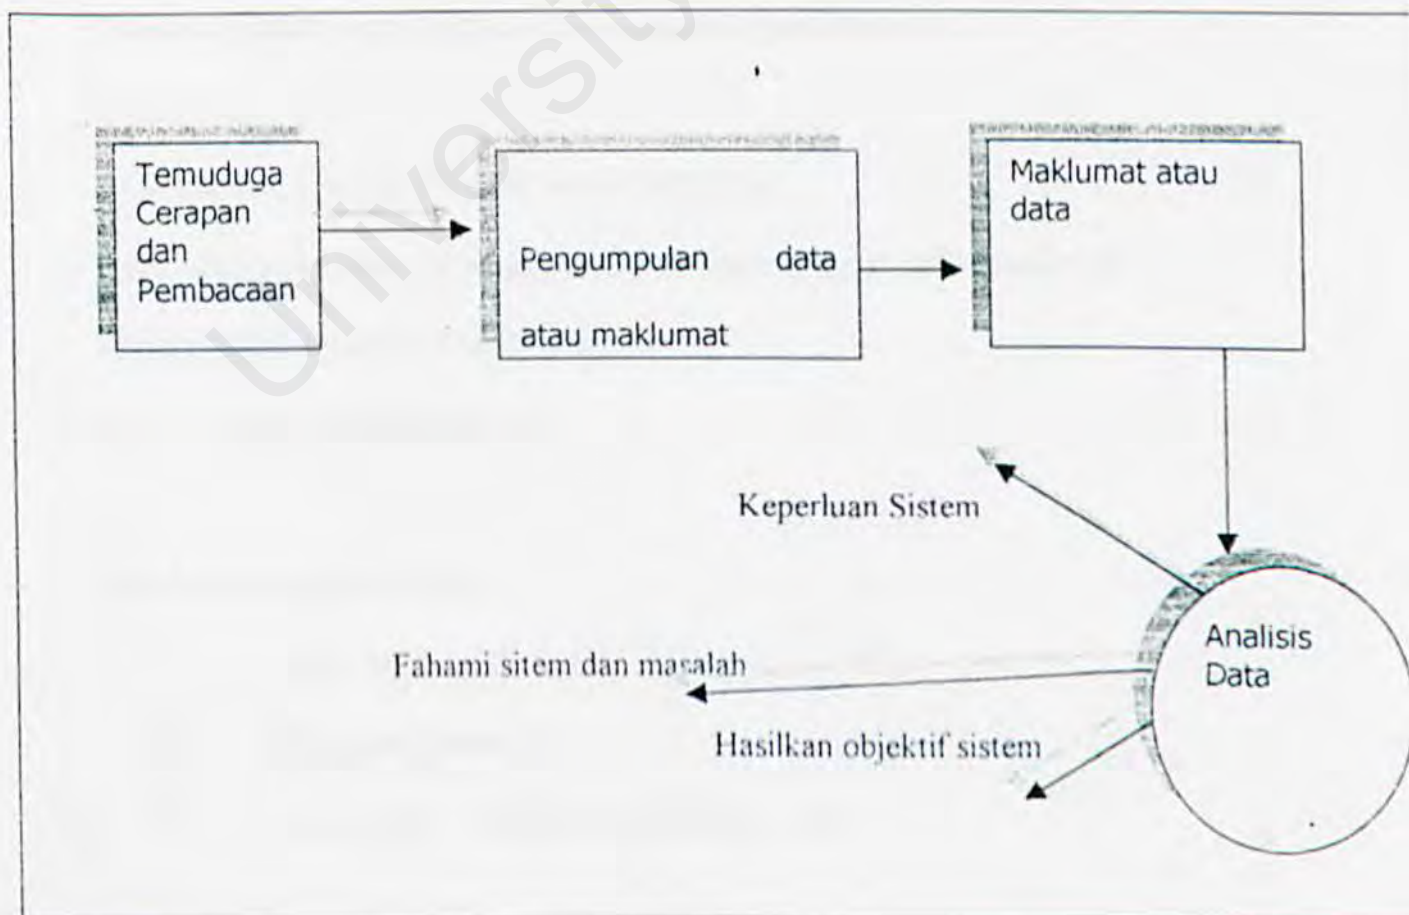 University
Temuduga
Cerapan
dan
Pembacaan
Pengumpulan data
atau maklumat
Maklumat atau
data
Keperluan Sistem
Fahami sitem dan masalah
Hasilkan objektif sistem
Analisis
Data